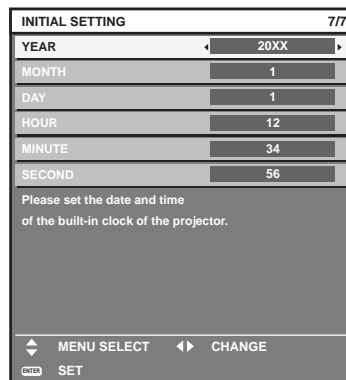 INITIAL SETTING 7/7
YEAR 20XX
MONTH 1
DAY 1
HOUR 12
MINUTE 34
SECOND 56
Please set the date and time
of the built-in clock of the projector.
MENU SELECT CHANGE
ENTER SET